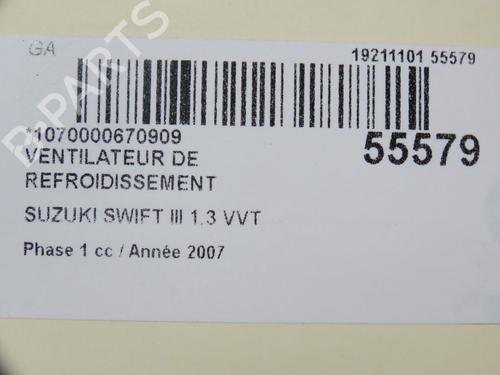 GA
19211101 55579
*1070000670909
55579
VENTILATEUR DE
REFROIDISSEMENT
SUZUKI SWIFT III 1.3 VVT
Phase 1 cc / Année 2007
B-PARTS